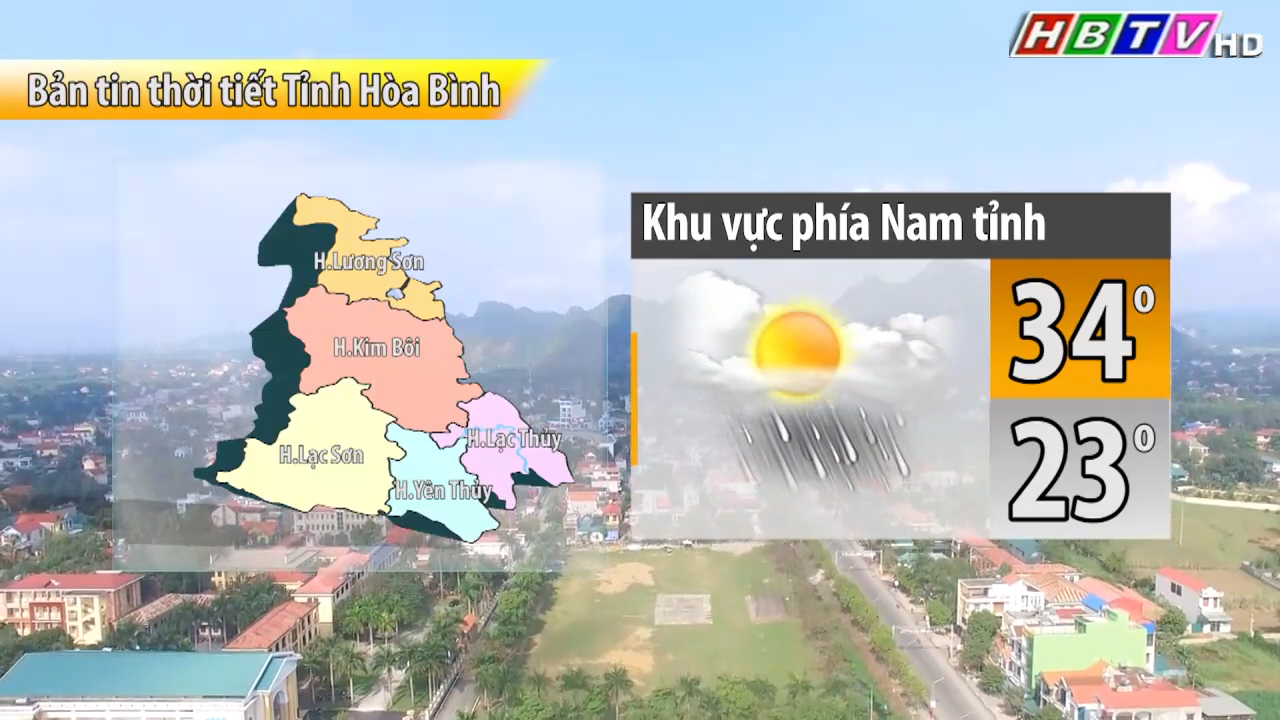 HBTV HD
Bản tin thời tiết Tỉnh Hòa Bình
Khu vực phía Nam tỉnh
34°
23°
H.Lương Sơn
H.Kim Bôi
H.Lạc Thủy
H.Lạc Sơn
H.Yên Thủy